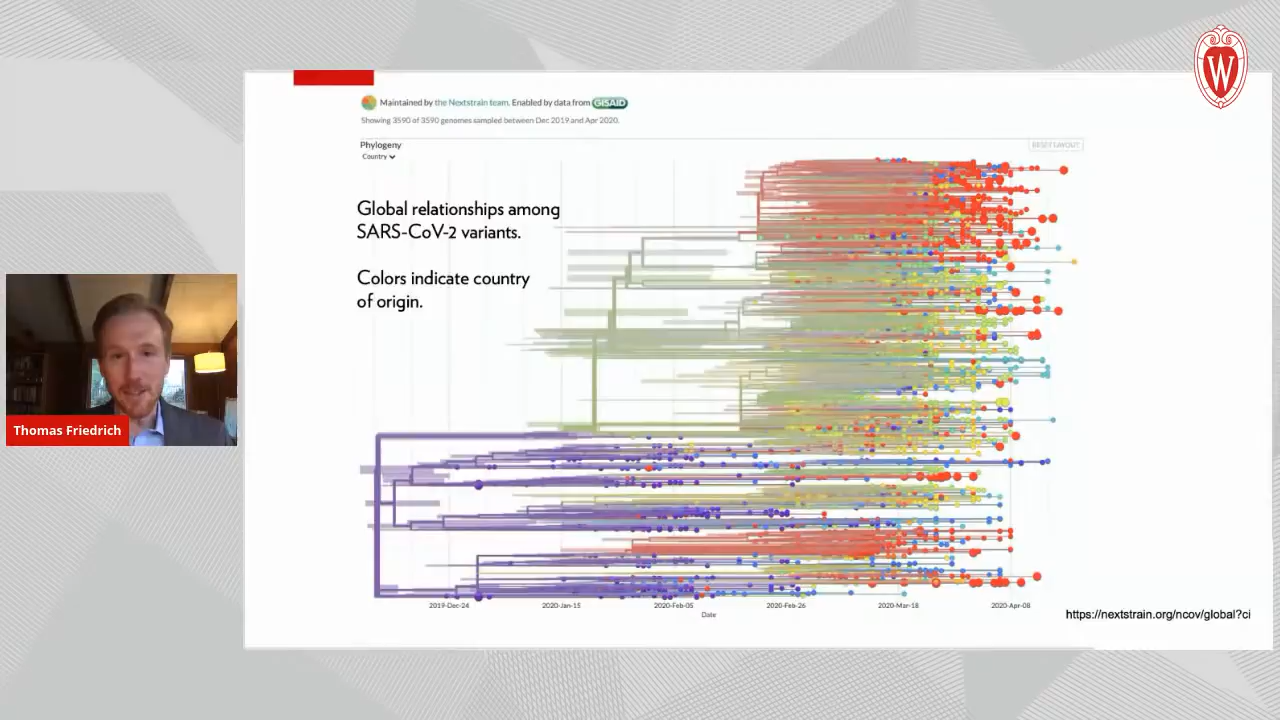 W
Maintained by the Nextstrain team. Enabled by data from GISAID
Showing 3590 of 3590 genomes sampled between Dec 2019 and Apr 2020.
Phylogeny
RESET LAYOUT
Country
Global relationships among
SARS-CoV-2 variants.
Colors indicate country
of origin.
Thomas Friedrich
2019-Dec-24 2020-Jan-15 2020-Feb-05 2020-Feb-26 2020-Mar-18 2020-Apr-08
Date
https://nextstrain.org/ncov/global?ci